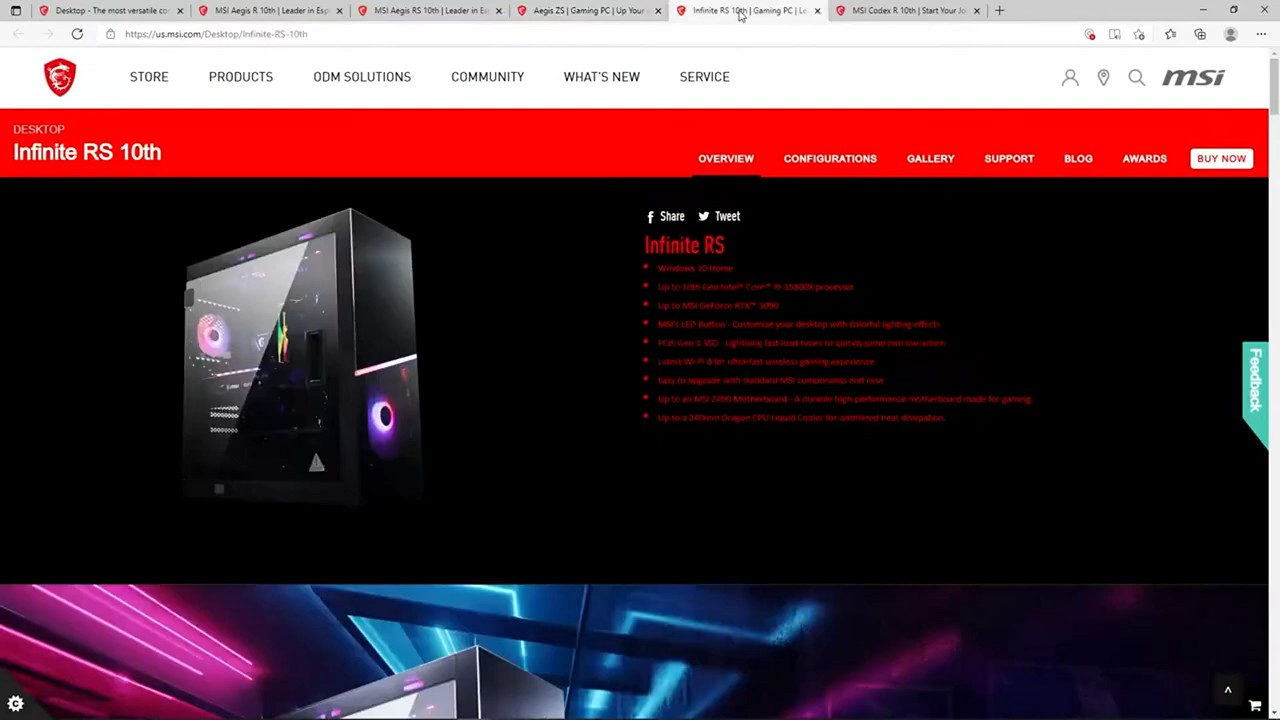 Desktop - The most versatile co
MSI Aegis R 10th | Leader in Esp
MSI Aegis RS 10th | Leader in Es
Aegis ZS | Gaming PC | Up Your
Infinite RS 10th | Gaming PC | Le
MSI Codex R 10th | Start Your Jo
https://us.msi.com/Desktop/Infinite-RS-10th
STORE
PRODUCTS
ODM SOLUTIONS
COMMUNITY
WHAT'S NEW
SERVICE
msi
DESKTOP
Infinite RS 10th
OVERVIEW
CONFIGURATIONS
GALLERY
SUPPORT
BLOG
AWARDS
BUY NOW
Share
Tweet
Infinite RS
Windows 10 Home
Up to 10th Gen Intel® Core™ i9 processor
Up to MSI GeForce RTX™ 3090
MSI's LED Button - Customize your desktop with colorful lighting effects
PCIE Gen 3 SSD - Lightning fast load times to quickly jump into the action
Latest Wi-Fi 6 for ultra-fast wireless gaming experience
Easy to upgrade with standard MSI components and case
Up to an MSI Z490 Motherboard - A durable high-performance motherboard made for gaming
Up to a 240mm Dragon CPU Liquid Cooler for optimized heat dissipation.
Feedback